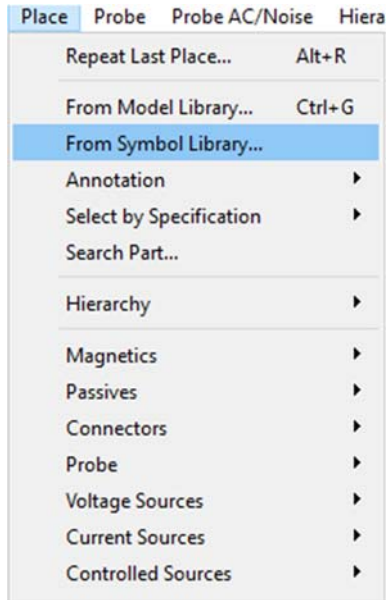 Place Probe Probe AC/Noise Hiera
Repeat Last Place... Alt+R
From Model Library... Ctrl+G
From Symbol Library...
Annotation
Select by Specification
Search Part...
Hierarchy
Magnetics
Passives
Connectors
Probe
Voltage Sources
Current Sources
Controlled Sources